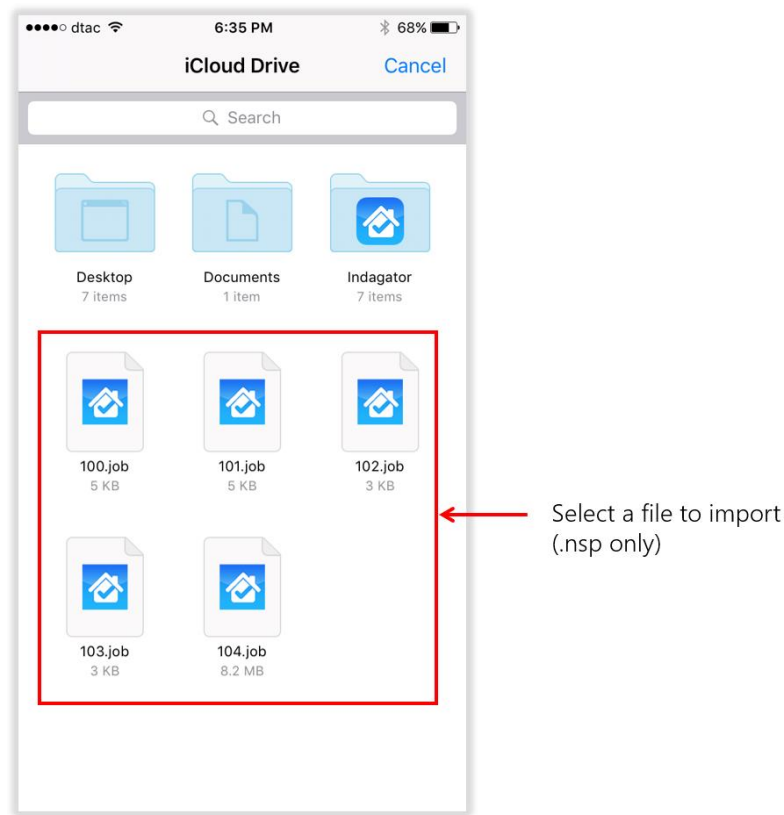 dtac 6:35 PM 68%
iCloud Drive Cancel
Search
Desktop Documents Indagator
7 items 1 item 7 items
100.job 101.job 102.job
5 KB 5 KB 3 KB
Select a file to import
(.nsp only)
103.job 104.job
3 KB 8.2 MB